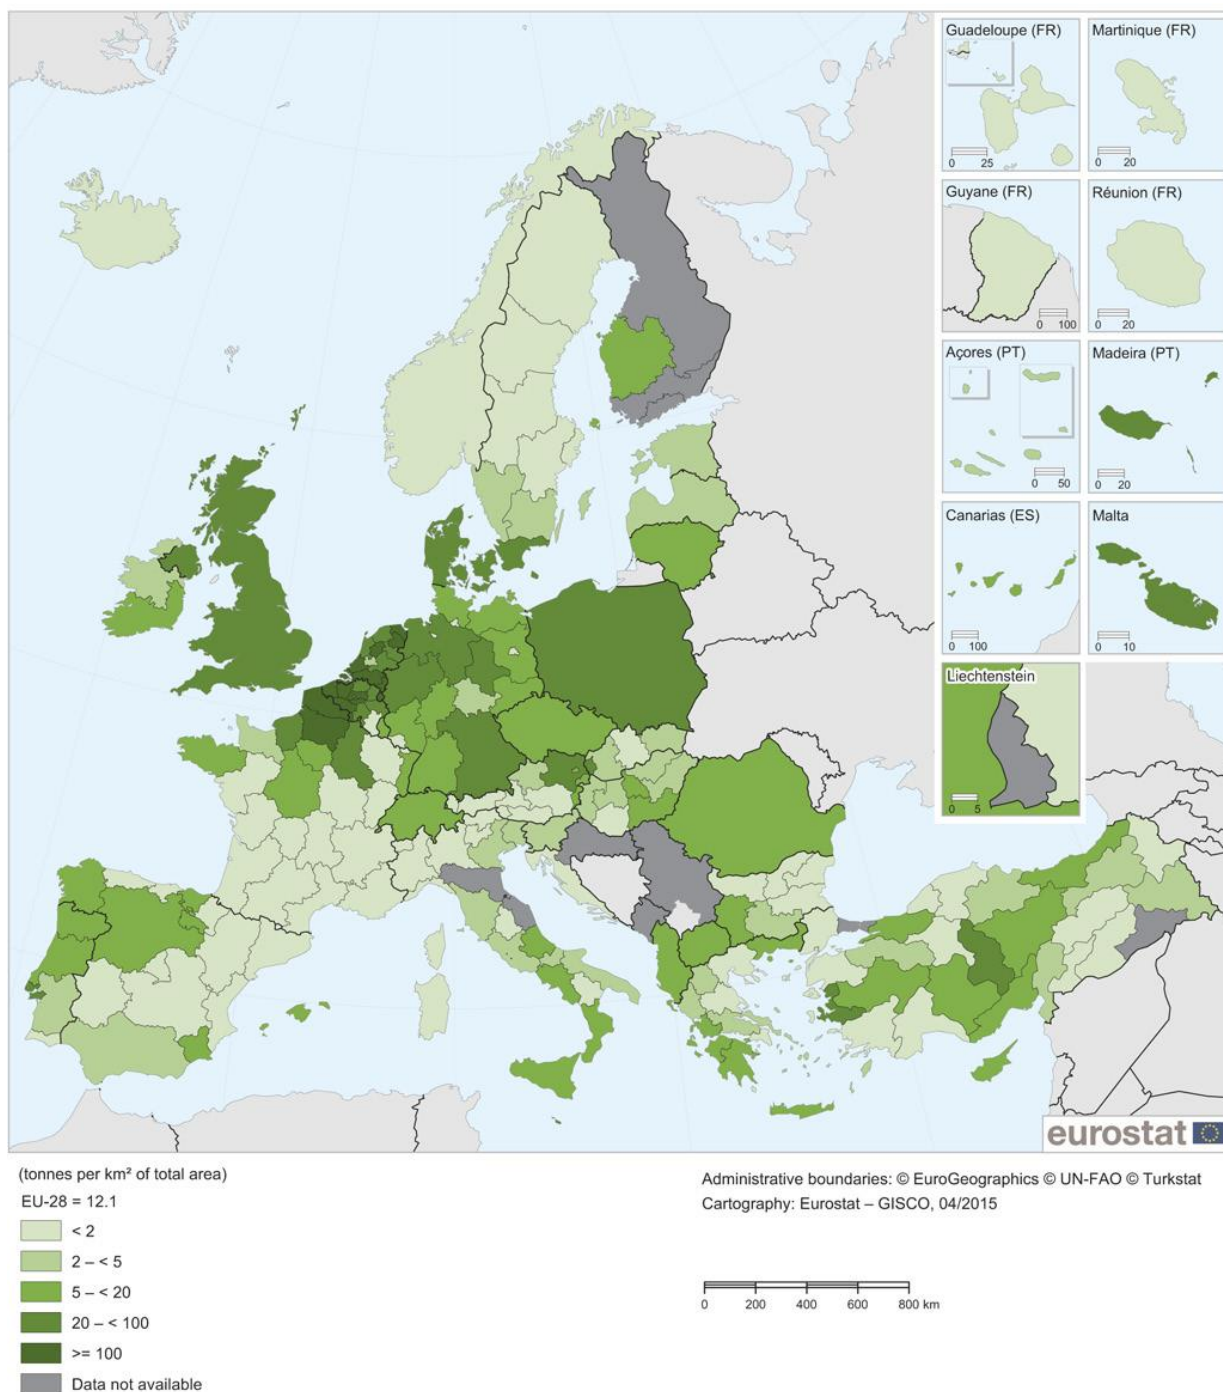 Guadeloupe (FR)
0 25
Martinique (FR)
0 20
Guyane (FR)
0 100
Réunion (FR)
0 20
Açores (PT)
0 50
Madeira (PT)
0 20
Canarias (ES)
0 100
Malta
0 10
Liechtenstein
0 5
eurostat
(tonnes per km² of total area)
EU-28 = 12.1
< 2
2 – < 5
5 – < 20
20 – < 100
>= 100
Data not available
Administrative boundaries: © EuroGeographics © UN-FAO © Turkstat
Cartography: Eurostat – GISCO, 04/2015
0 200 400 600 800 km